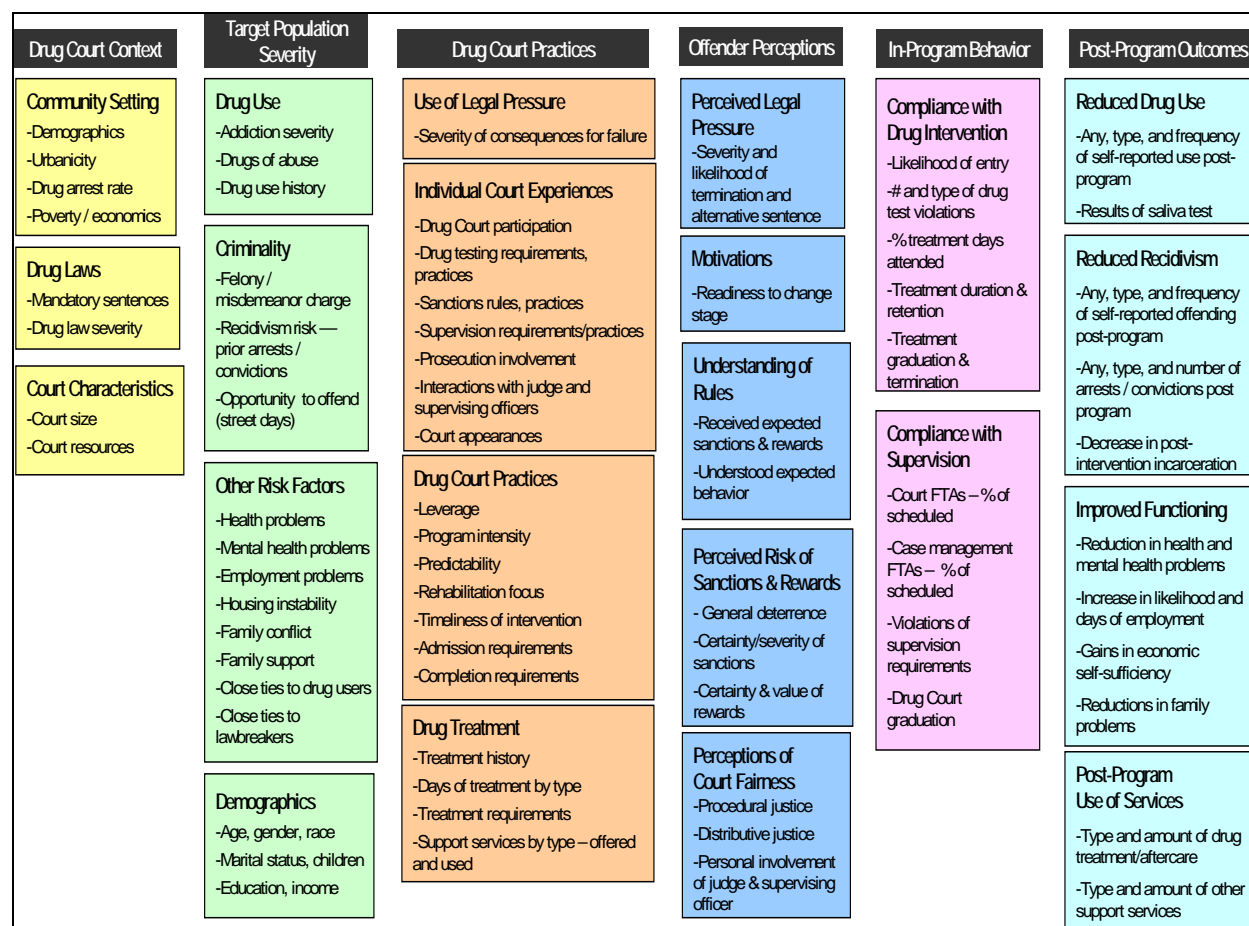 Drug Court Context
Community Setting
-Demographics
-Urbanicity
-Drug arrest rate
-Poverty / economics
Drug Laws
-Mandatory sentences
-Drug law severity
Court Characteristics
-Court size
-Court resources
Target Population
Severity
Drug Use
-Addiction severity
-Drugs of abuse
-Drug use history
Criminality
-Felony /
misdemeanor charge
-Recidivism risk —
prior arrests /
convictions
-Opportunity to offend
(street days)
Other Risk Factors
-Health problems
-Mental health problems
-Employment problems
-Housing instability
-Family conflict
-Family support
-Close ties to drug users
-Close ties to
lawbreakers
Demographics
-Age, gender, race
-Marital status, children
-Education, income
Drug Court Practices
Use of Legal Pressure
-Severity of consequences for failure
Individual Court Experiences
-Drug Court participation
-Drug testing requirements,
practices
-Sanctions rules, practices
-Supervision requirements/practices
-Prosecution involvement
-Interactions with judge and
supervising officers
-Court appearances
Drug Court Practices
-Leverage
-Program intensity
-Predictability
-Rehabilitation focus
-Timeliness of intervention
-Admission requirements
-Completion requirements
Drug Treatment
-Treatment history
-Days of treatment by type
-Treatment requirements
-Support services by type – offered
and used
Offender Perceptions
Perceived Legal
Pressure
-Severity and
likelihood of
termination and
alternative sentence
Motivations
-Readiness to change
stage
Understanding of
Rules
-Received expected
sanctions & rewards
-Understood expected
behavior
Perceived Risk of
Sanctions & Rewards
- General deterrence
-Certainty/severity of
sanctions
-Certainty & value of
rewards
Perceptions of
Court Fairness
-Procedural justice
-Distributive justice
-Personal involvement
of judge & supervising
officer
In-Program Behavior
Compliance with
Drug Intervention
-Likelihood of entry
-# and type of drug
test violations
-% treatment days
attended
-Treatment duration &
retention
-Treatment
graduation &
termination
Compliance with
Supervision
-Court FTAs – % of
scheduled
-Case management
FTAs – % of
scheduled
-Violations of
supervision
requirements
-Drug Court
graduation
Post-Program Outcomes
Reduced Drug Use
-Any, type, and frequency
of self-reported use post-
program
-Results of saliva test
Reduced Recidivism
-Any, type, and frequency
of self-reported offending
post-program
-Any, type, and number of
arrests / convictions post
program
-Decrease in post-
intervention incarceration
Improved Functioning
-Reduction in health and
mental health problems
-Increase in likelihood and
days of employment
-Gains in economic
self-sufficiency
-Reductions in family
problems
Post-Program
Use of Services
-Type and amount of drug
treatment/aftercare
-Type and amount of other
support services